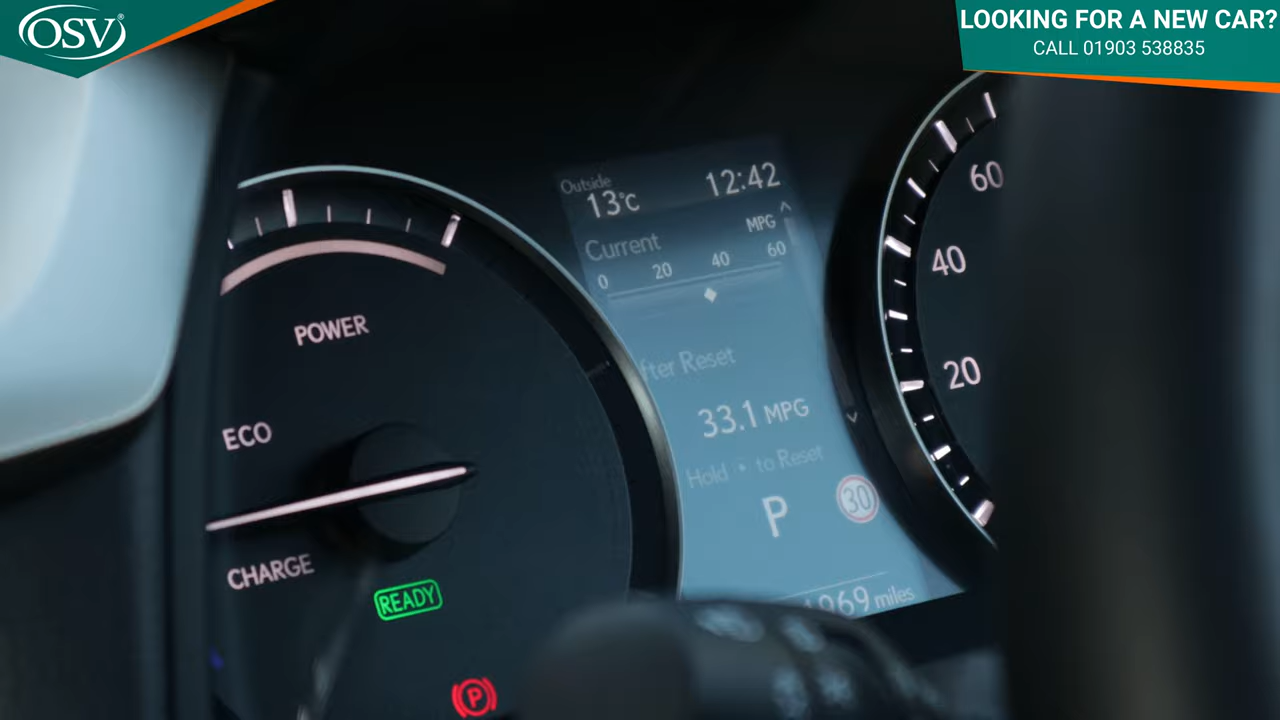 OSV
LOOKING FOR A NEW CAR?
CALL 01903 538835
Outside
13°C
12:42
MPG
Current
0 20 40 60
After Reset
33.1 MPG
Hold • to Reset
P
30
969 miles
POWER
ECO
CHARGE
READY
P
60
40
20